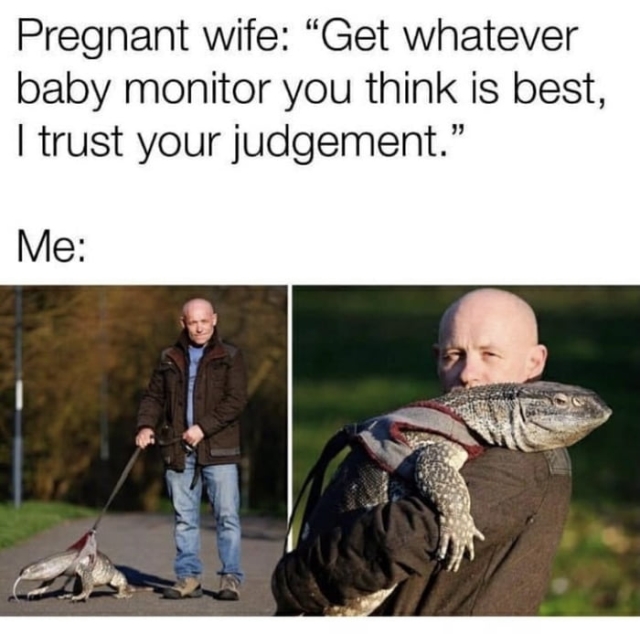 Pregnant wife: “Get whatever
baby monitor you think is best,
I trust your judgement.”
Me: